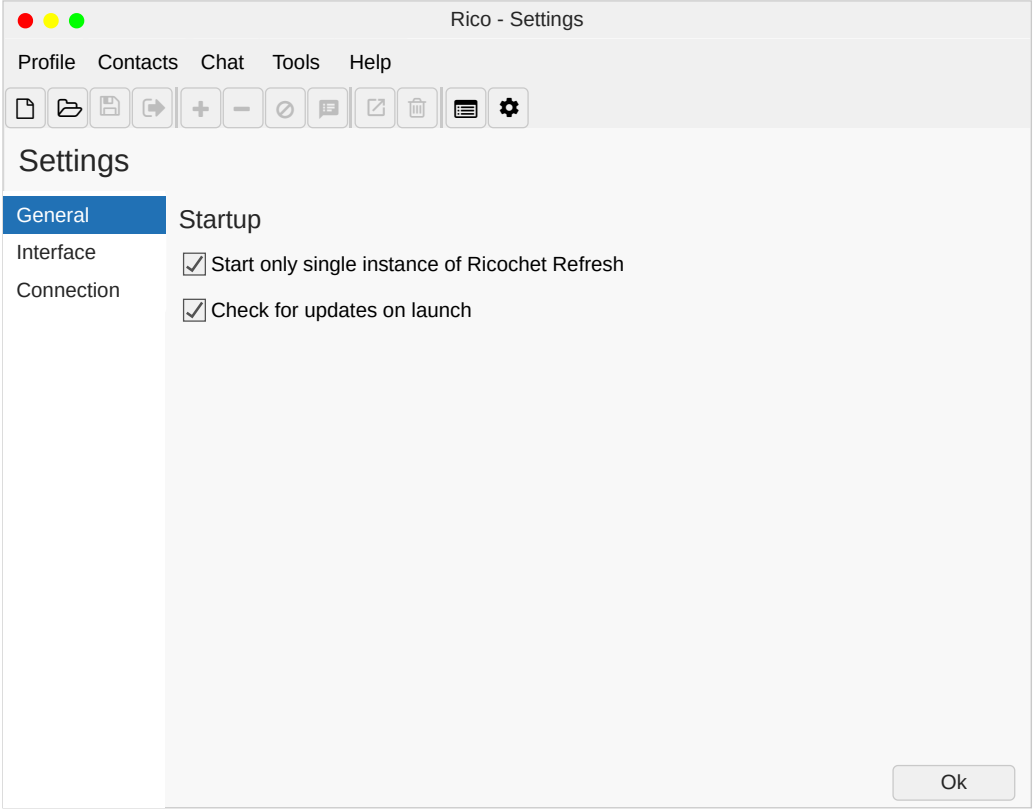 Rico - Settings
Profile Contacts Chat Tools Help
Settings
General
Interface
Connection
Startup
Start only single instance of Ricochet Refresh
Check for updates on launch
Ok